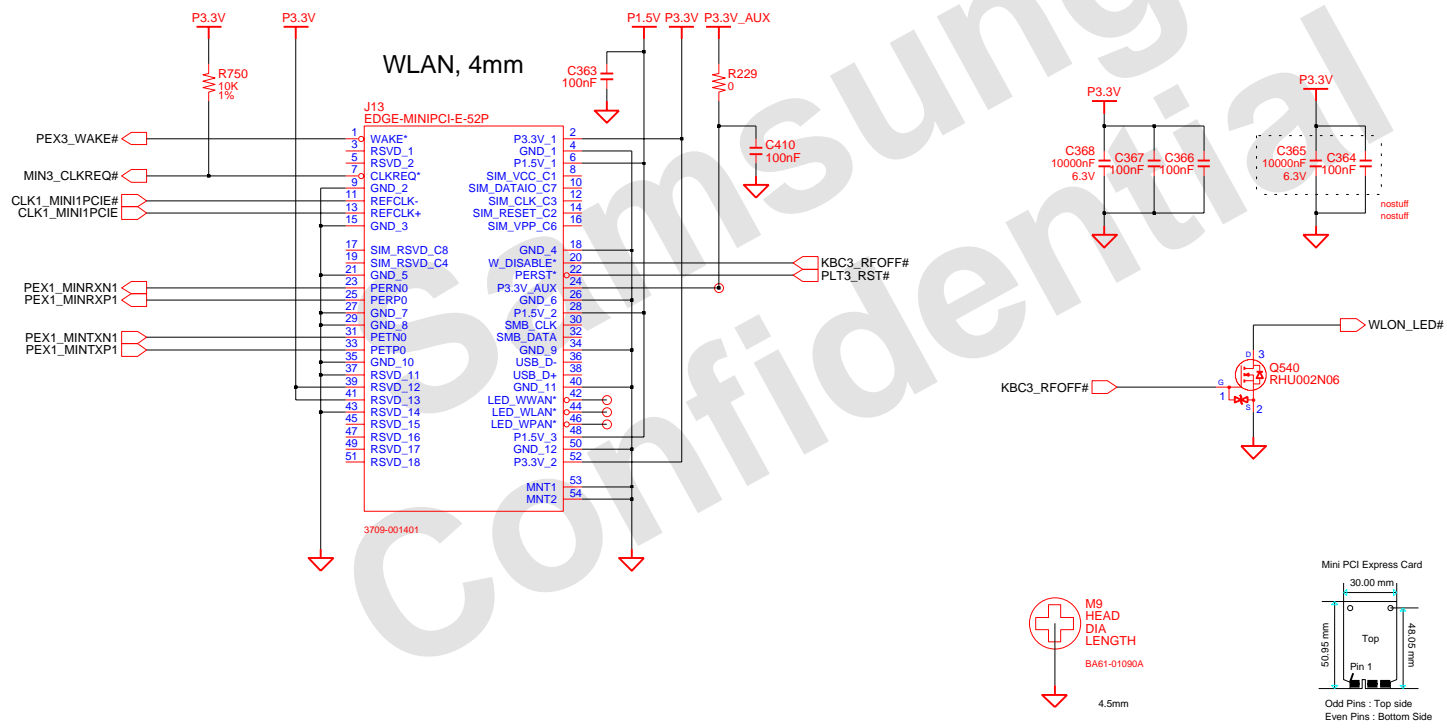 P3.3V
P3.3V
P1.5V
P3.3V
P3.3V_AUX
WLAN, 4mm
R750
10K
1%
C363
100nF
R229
0
C410
100nF
J13
EDGE-MINIPCI-E-52P
PEX3_WAKE#
MIN3_CLKREQ#
CLK1_MINI1PCIE#
CLK1_MINI1PCIE
PEX1_MINRXN1
PEX1_MINRXP1
PEX1_MINTXN1
PEX1_MINTXP1
1 WAKE* P3.3V_1 2
3 RSVD_1 GND_1 4
5 RSVD_2 P1.5V_1 6
7 CLKREQ* SIM_VCC_C1 8
9 GND_2 SIM_DATAIO_C7 10
11 REFCLK- SIM_CLK_C3 12
13 REFCLK+ SIM_RESET_C2 14
15 GND_3 SIM_VPP_C6 16
17 SIM_RSVD_C8 GND_4 18
19 SIM_RSVD_C4 W_DISABLE* 20
21 GND_5 PERST* 22
23 PERN0 P3.3V_AUX 24
25 PERP0 GND_6 26
27 GND_7 P1.5V_2 28
29 GND_8 SMB_CLK 30
31 PETN0 SMB_DATA 32
33 PETP0 GND_9 34
35 GND_10 USB_D- 36
37 RSVD_11 USB_D+ 38
39 RSVD_12 GND_11 40
41 RSVD_13 LED_WWAN* 42
43 RSVD_14 LED_WLAN* 44
45 RSVD_15 LED_WPAN* 46
47 RSVD_16 P1.5V_3 48
49 RSVD_17 GND_12 50
51 RSVD_18 P3.3V_2 52
MNT1 53
MNT2 54
3709-001401
KBC3_RFOFF#
PLT3_RST#
P3.3V
C368
10000nF
6.3V
C367
100nF
C366
100nF
P3.3V
C365
10000nF
6.3V
C364
100nF
nostuff
nostuff
WLON_LED#
KBC3_RFOFF#
D 3
G
1
S 2
Q540
RHU002N06
M9
HEAD
DIA
LENGTH
BA61-01090A
4.5mm
Mini PCI Express Card
30.00 mm
50.95 mm
48.05 mm
Top
Pin 1
Odd Pins : Top side
Even Pins : Bottom Side
Samsung
Confidential